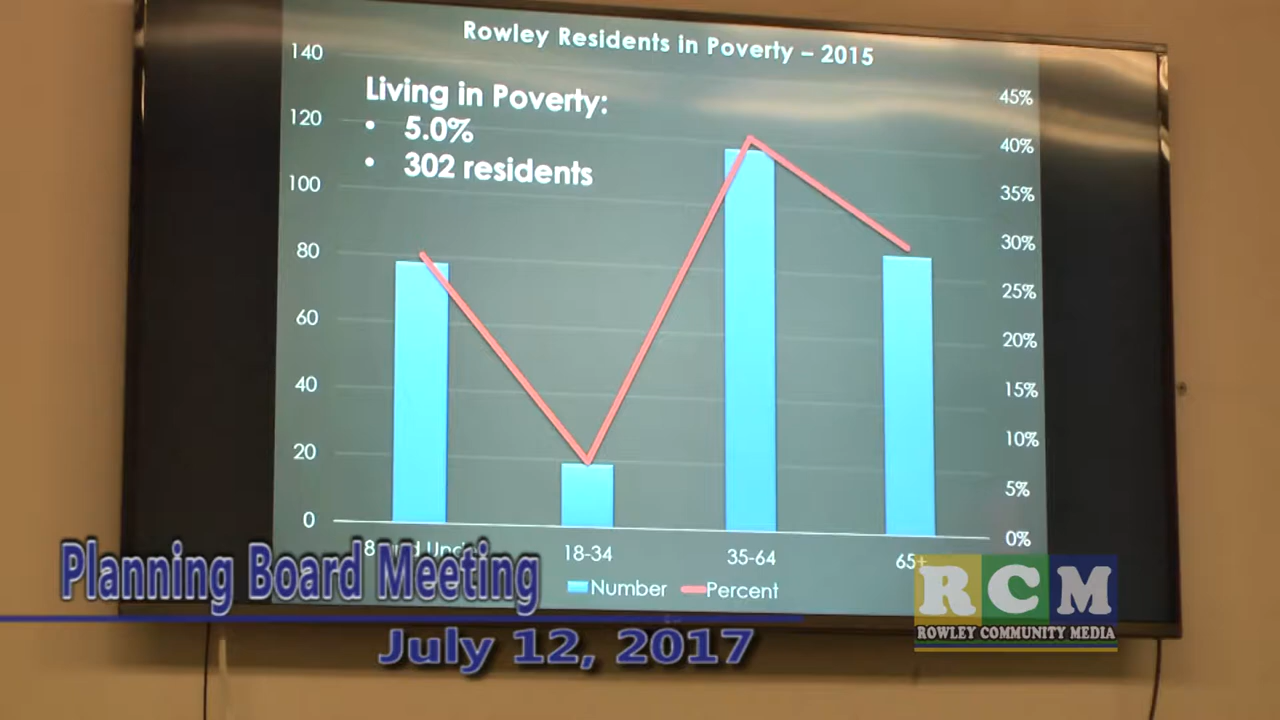 Rowley Residents in Poverty – 2015
Living in Poverty:
• 5.0%
• 302 residents
140
120
100
80
60
40
20
0
45%
40%
35%
30%
25%
20%
15%
10%
5%
0%
18-34
35-64
65+
Number
Percent
Planning Board Meeting
July 12, 2017
RCM
ROWLEY COMMUNITY MEDIA